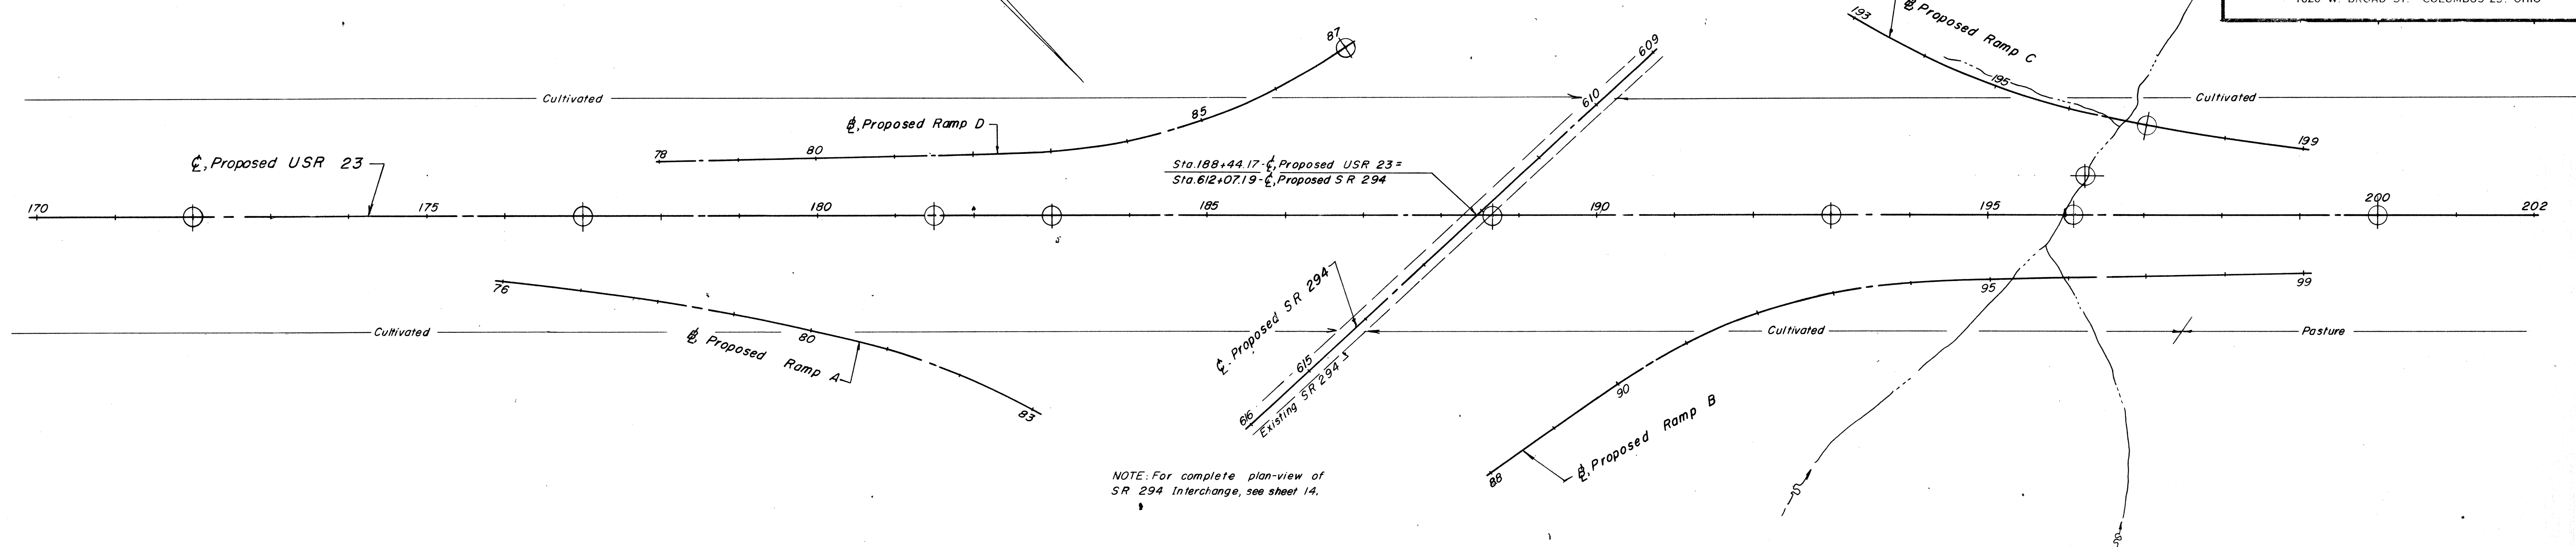 1620 W. BROAD ST. COLUMBUS 23, OHIO
193
℄, Proposed Ramp C
195
Cultivated
199
87
609
610
Cultivated
85
℄, Proposed Ramp D
78
80
℄, Proposed USR 23
Sta.188+44.17-℄, Proposed USR 23=
Sta.612+07.19-℄, Proposed SR 294
170
175
180
185
190
195
200
202
76
80
℄ Proposed Ramp A
83
Cultivated
℄ - Proposed SR 294
615
616
Existing SR 294
Cultivated
Pasture
95
99
90
88
℄, Proposed Ramp B
NOTE: For complete plan-view of
SR 294 Interchange, see sheet 14.